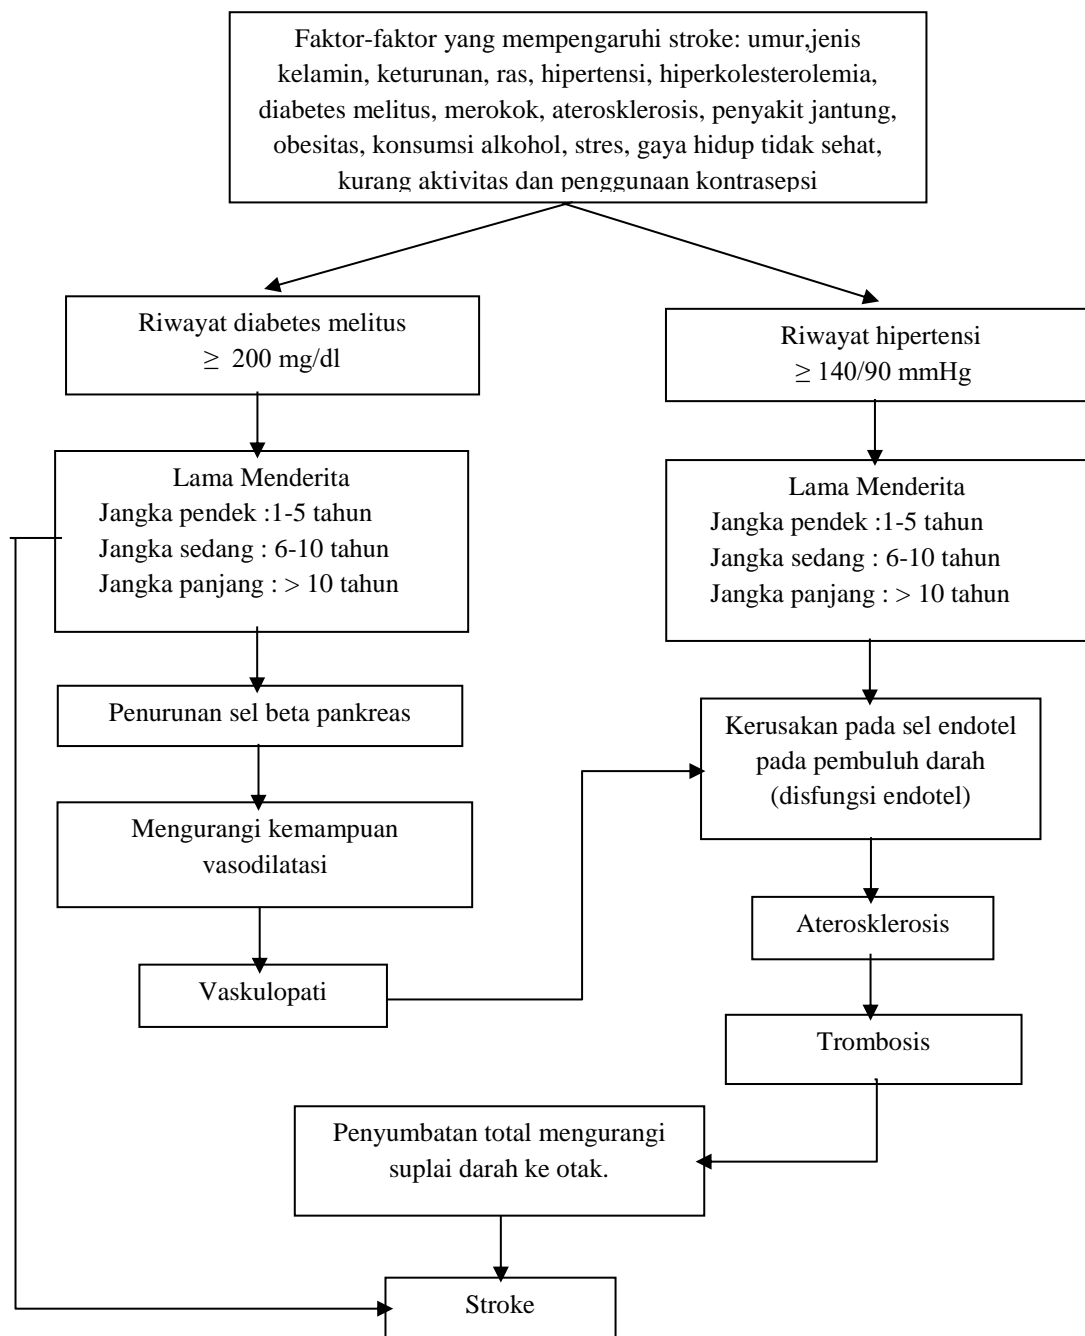 Faktor-faktor yang mempengaruhi stroke: umur,jenis
kelamin, keturunan, ras, hipertensi, hiperkolesterolemia,
diabetes melitus, merokok, aterosklerosis, penyakit jantung,
obesitas, konsumsi alkohol, stres, gaya hidup tidak sehat,
kurang aktivitas dan penggunaan kontrasepsi
Riwayat diabetes melitus
≥ 200 mg/dl
Riwayat hipertensi
≥ 140/90 mmHg
Lama Menderita
Jangka pendek :1-5 tahun
Jangka sedang : 6-10 tahun
Jangka panjang : > 10 tahun
Lama Menderita
Jangka pendek :1-5 tahun
Jangka sedang : 6-10 tahun
Jangka panjang : > 10 tahun
Penurunan sel beta pankreas
Kerusakan pada sel endotel
pada pembuluh darah
(disfungsi endotel)
Mengurangi kemampuan
vasodilatasi
Aterosklerosis
Vaskulopati
Trombosis
Penyumbatan total mengurangi
suplai darah ke otak.
Stroke